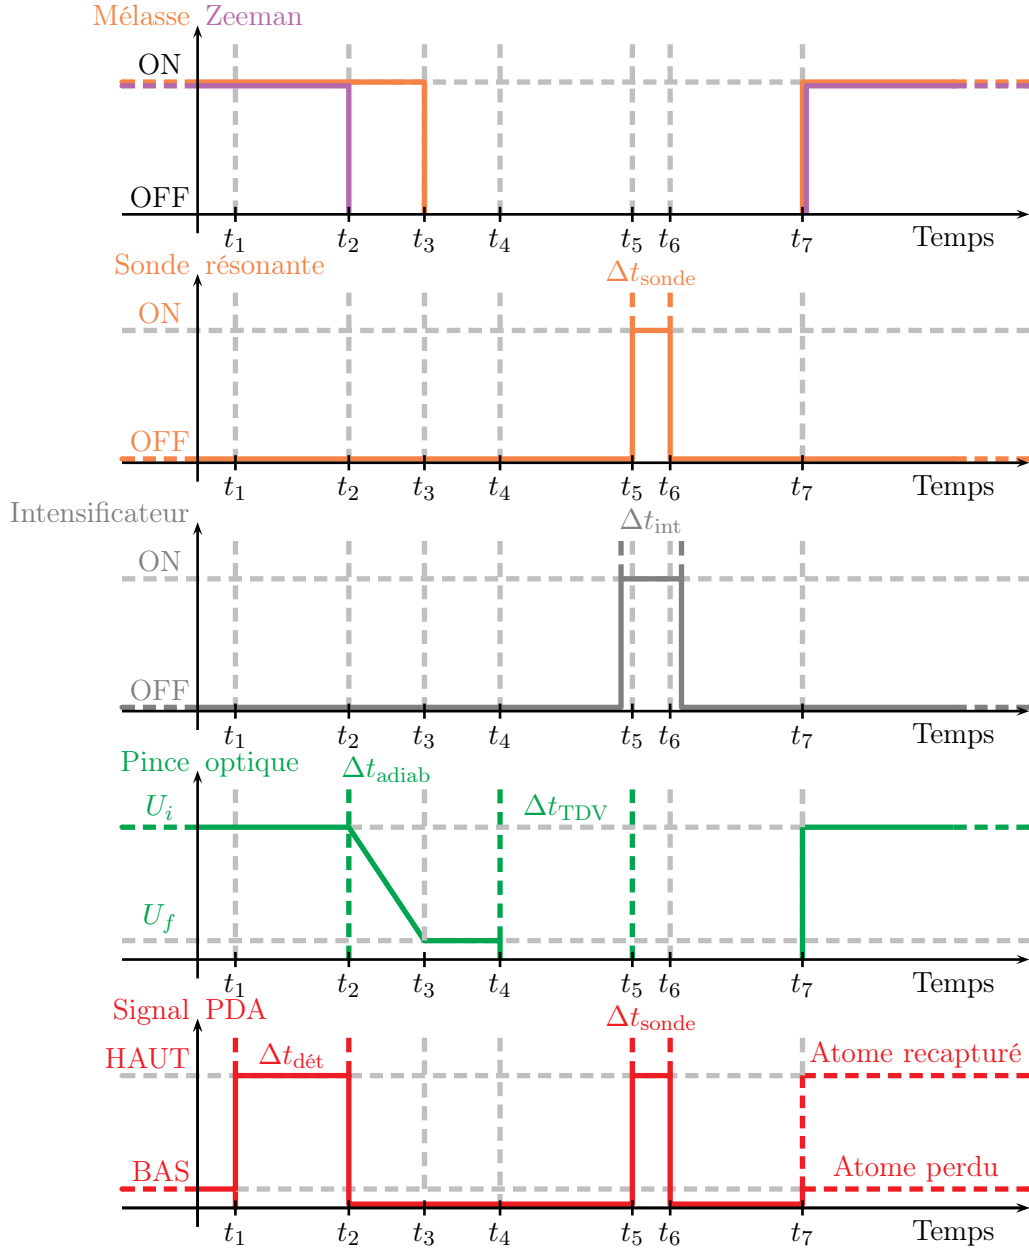 Mélasse Zeeman
ON
OFF
t1 t2 t3 t4 t5 t6 t7 Temps
Sonde résonante
Δtsonde
ON
OFF
t1 t2 t3 t4 t5 t6 t7 Temps
Intensificateur
Δtint
ON
OFF
t1 t2 t3 t4 t5 t6 t7 Temps
Pince optique
Δtadiab
Ui
ΔtTDV
Uf
t1 t2 t3 t4 t5 t6 t7 Temps
Signal PDA
Δtsonde
HAUT
Δtdét
Atome recapturé
BAS
Atome perdu
t1 t2 t3 t4 t5 t6 t7 Temps